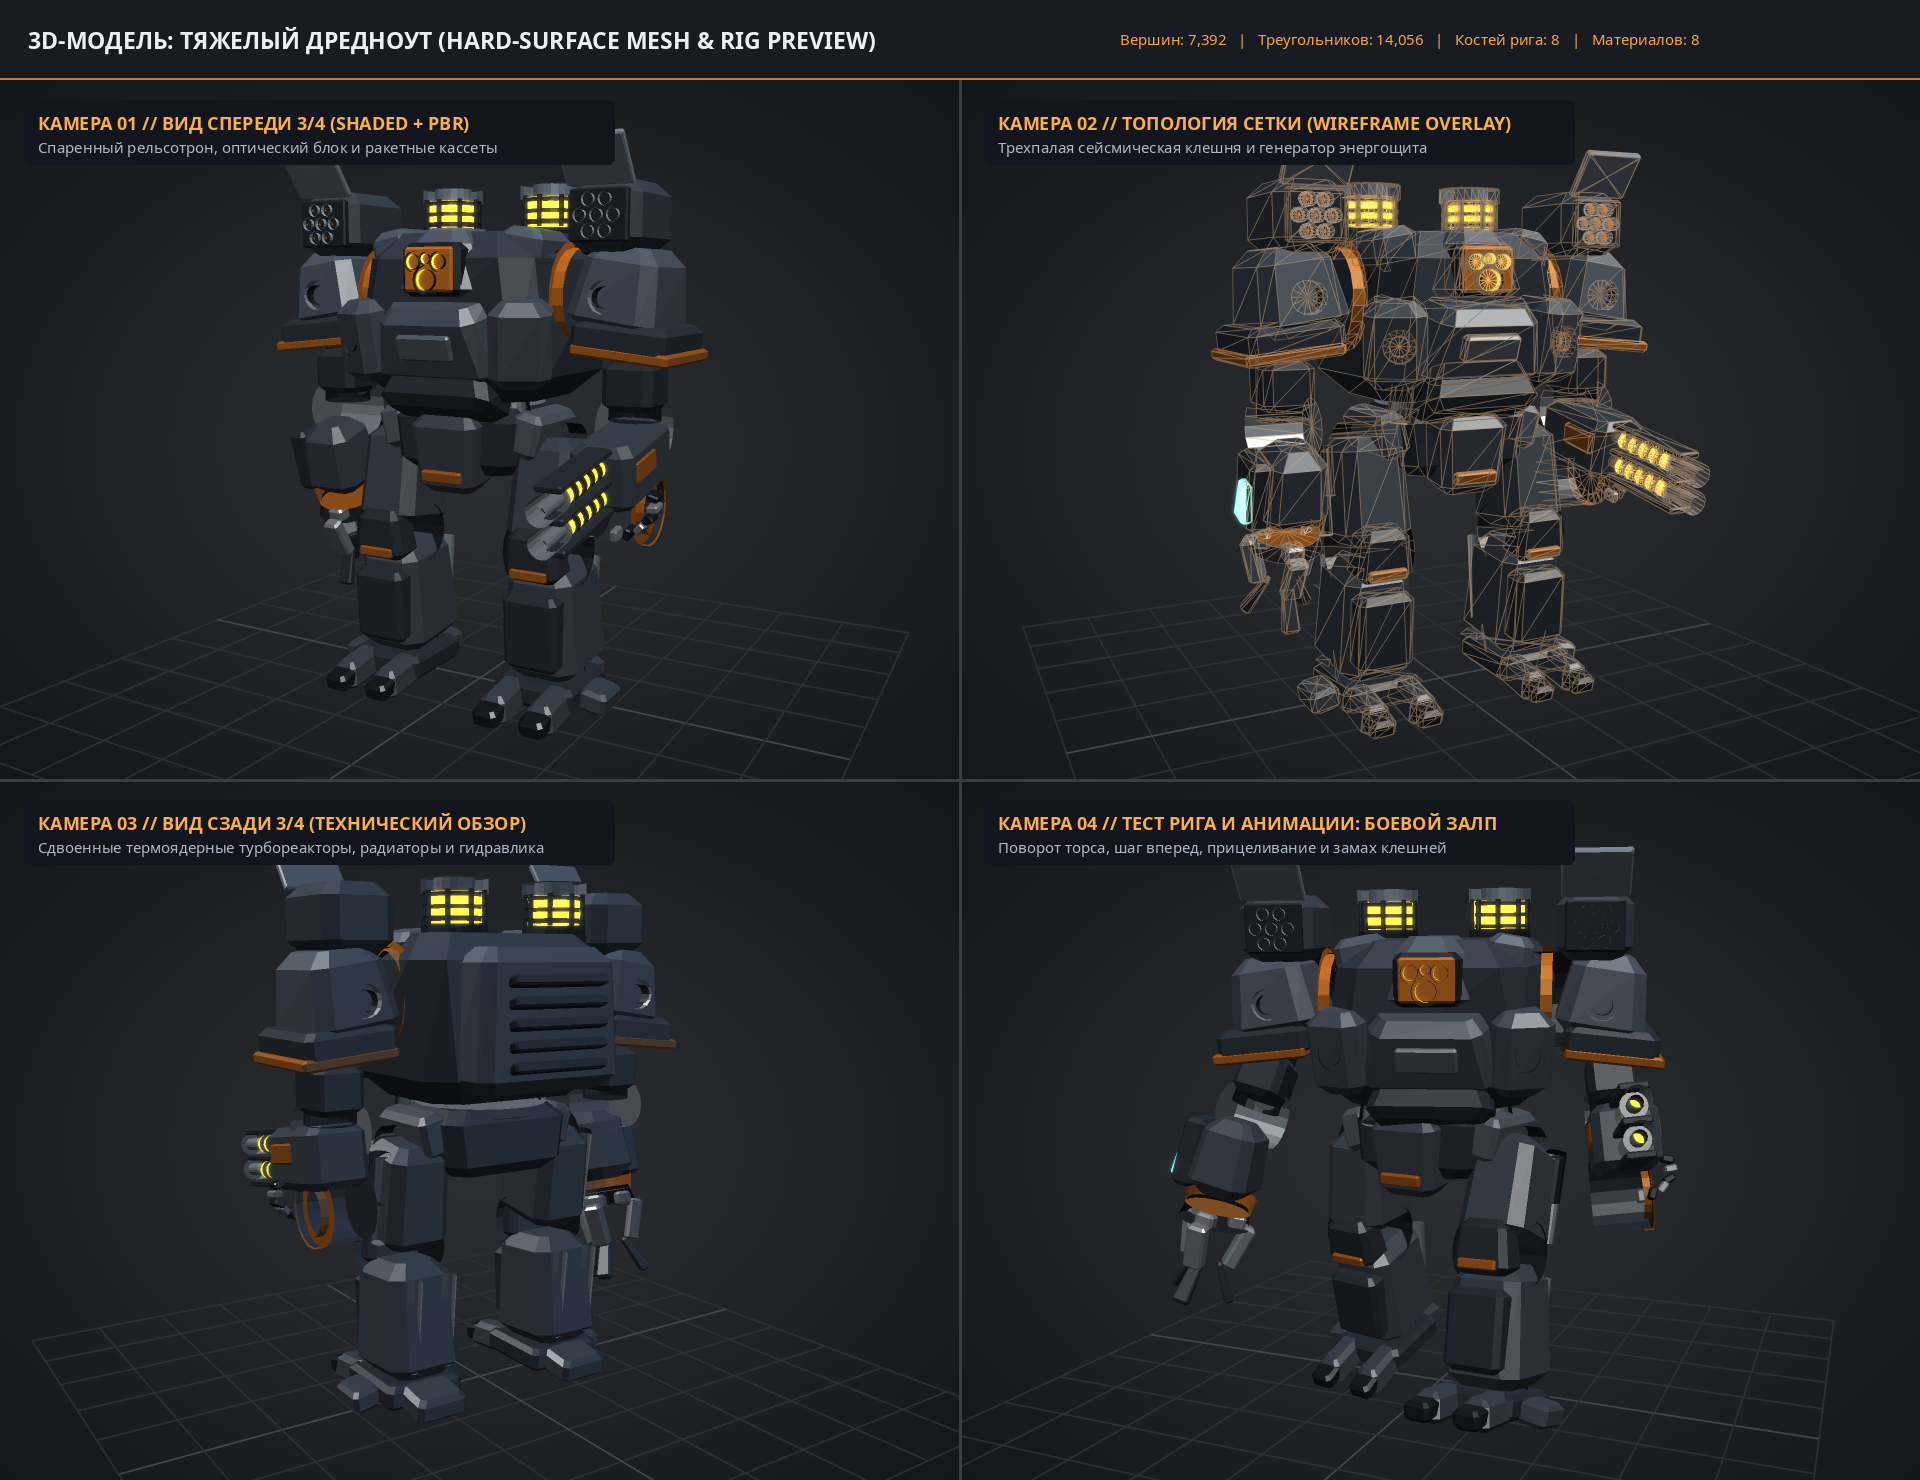 3D-МОДЕЛЬ: ТЯЖЕЛЫЙ ДРЕДНОУТ (HARD-SURFACE MESH & RIG PREVIEW)
Вершин: 7,392 | Треугольников: 14,056 | Костей рига: 8 | Материалов: 8
КАМЕРА 01 // ВИД СПЕРЕДИ 3/4 (SHADED + PBR)
Спаренный рельсотрон, оптический блок и ракетные кассеты
КАМЕРА 02 // ТОПОЛОГИЯ СЕТКИ (WIREFRAME OVERLAY)
Трехпалая сейсмическая клешня и генератор энергощита
КАМЕРА 03 // ВИД СЗАДИ 3/4 (ТЕХНИЧЕСКИЙ ОБЗОР)
Сдвоенные термоядерные турбореакторы, радиаторы и гидравлика
КАМЕРА 04 // ТЕСТ РИГА И АНИМАЦИИ: БОЕВОЙ ЗАЛП
Поворот торса, шаг вперед, прицеливание и замах клешней